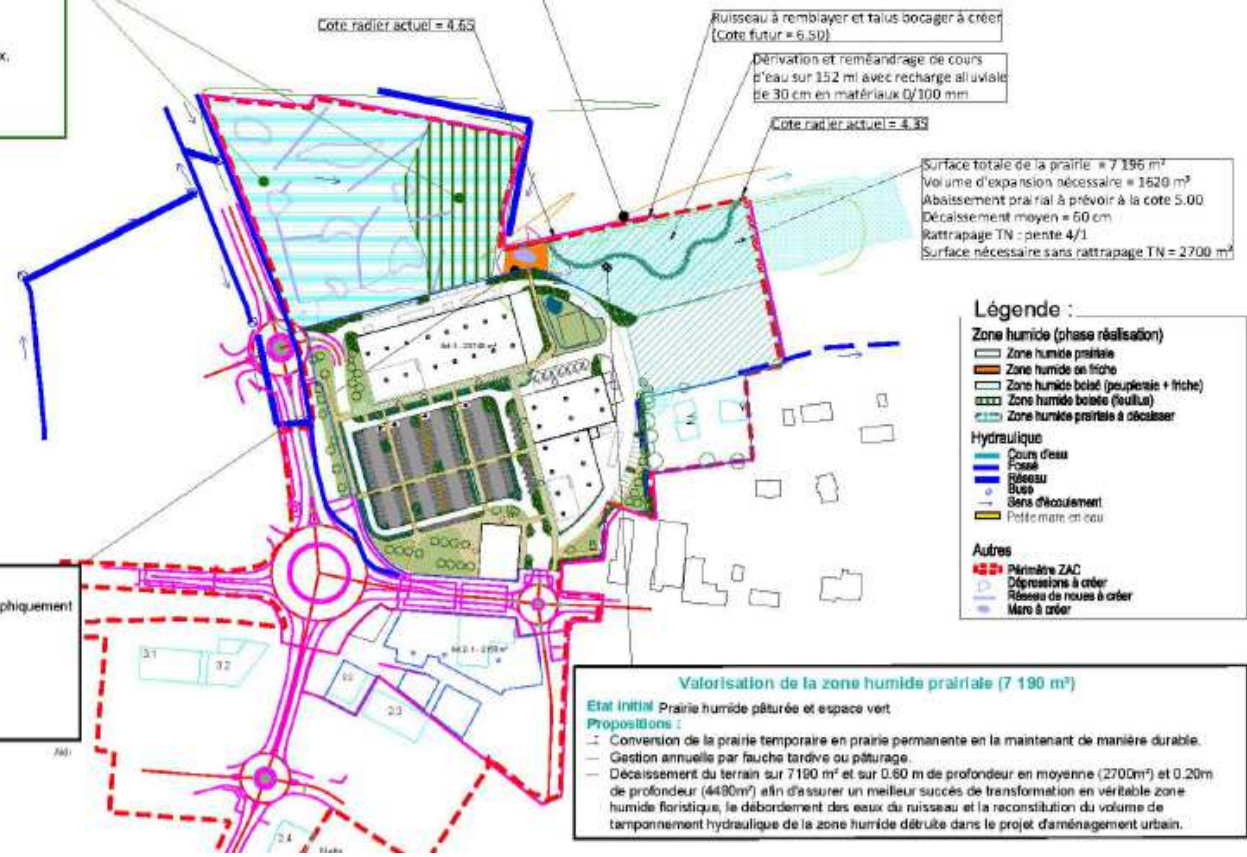 x.
Cote radier actuel = 4.65
Ruisseau à remblayer et talus bocager à créer
(Cote futur = 6.50)
Dérivation et reméandrage de cours
d'eau sur 152 ml avec recharge alluviale
de 30 cm en matériaux 0/100 mm
Cote radier actuel = 4.35
Surface totale de la prairie = 7 196 m²
Volume d'expansion nécessaire = 1620 m³
Abaissement prairial à prévoir à la cote 5.00
Décaissement moyen = 60 cm
Rattrapage TN : pente 4/1
Surface nécessaire sans rattrapage TN = 2700 m²
Légende :
Zone humide (phase réalisation)
Zone humide prairiale
Zone humide en friche
Zone humide boisé (peupleraie + friche)
Zone humide boisée (feuillus)
Zone humide prairiale à décaisser
Hydraulique
Cours d'eau
Fossé
Réseau
Buse
Sens d'écoulement
Petite mare en eau
Autres
Périmètre ZAC
Dépressions à créer
Réseau de noues à créer
Mare à créer
phiquement
3.1
3.2
2.3
2.4
Valorisation de la zone humide prairiale (7 190 m²)
Etat initial Prairie humide pâturée et espace vert
Propositions :
Conversion de la prairie temporaire en prairie permanente en la maintenant de manière durable.
— Gestion annuelle par fauche tardive ou pâturage.
— Décaissement du terrain sur 7190 m² et sur 0.60 m de profondeur en moyenne (2700m²) et 0.20m
de profondeur (4490m²) afin d'assurer un meilleur succès de transformation en véritable zone
humide floristique, le débordement des eaux du ruisseau et la reconstitution du volume de
tamponnement hydraulique de la zone humide détruite dans le projet d'aménagement urbain.